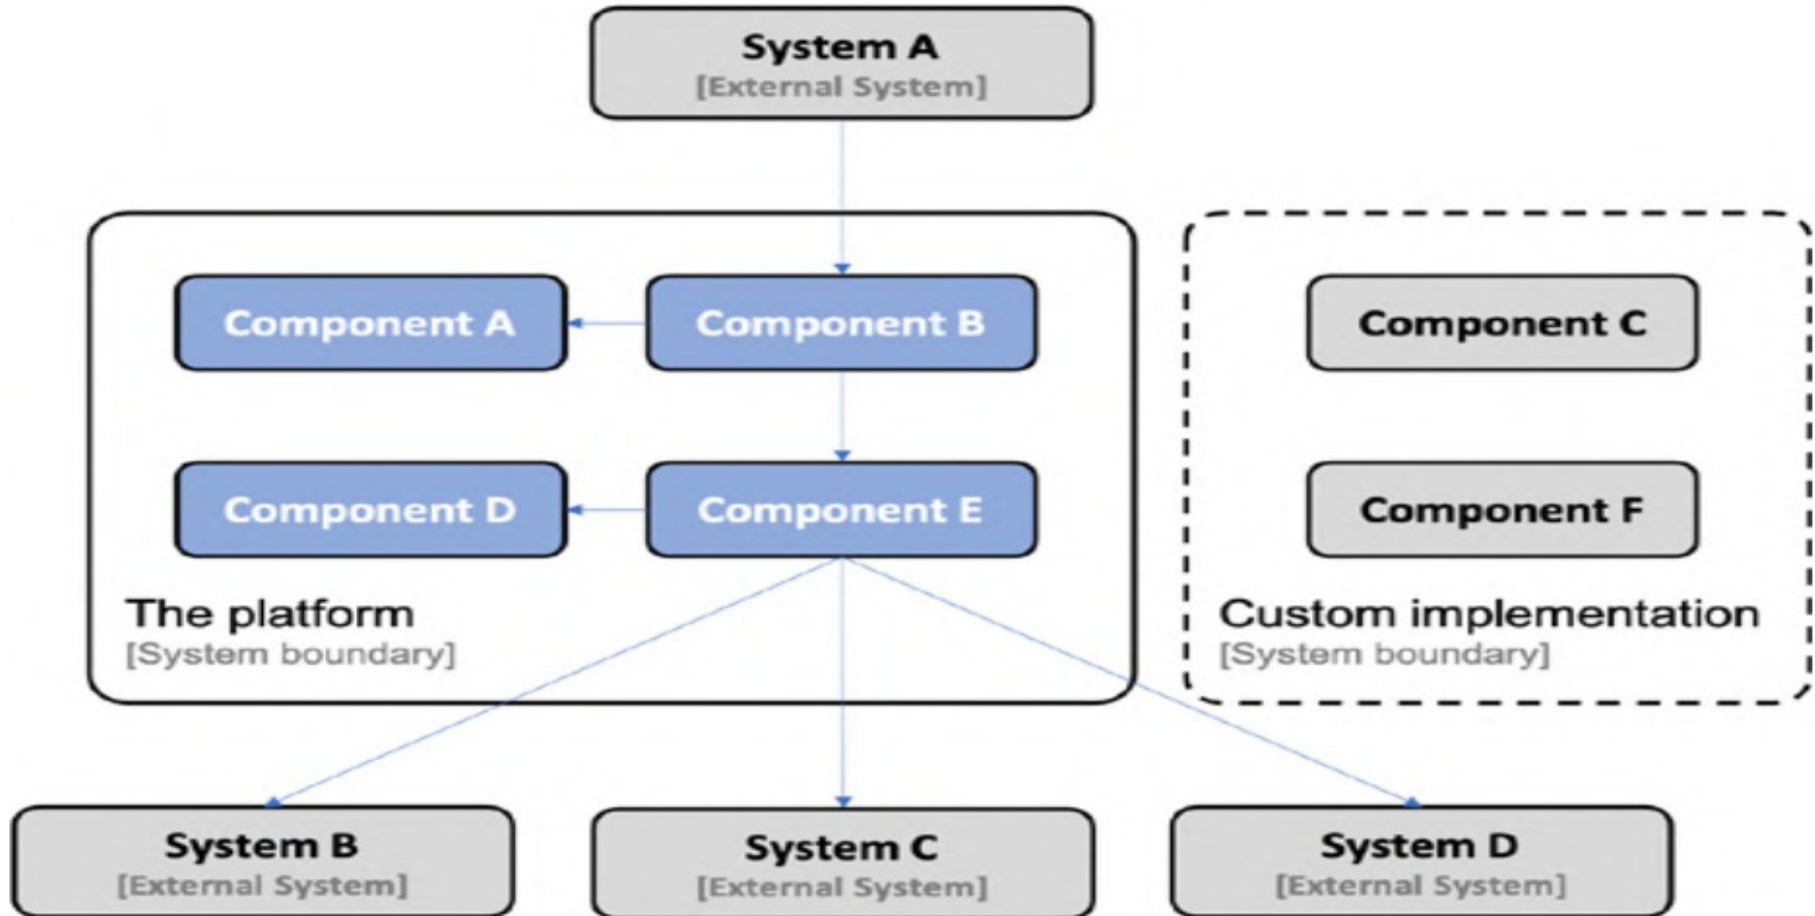 System A
[External System]
Component A
Component B
Component C
Component D
Component E
Component F
The platform
[System boundary]
Custom implementation
[System boundary]
System B
[External System]
System C
[External System]
System D
[External System]